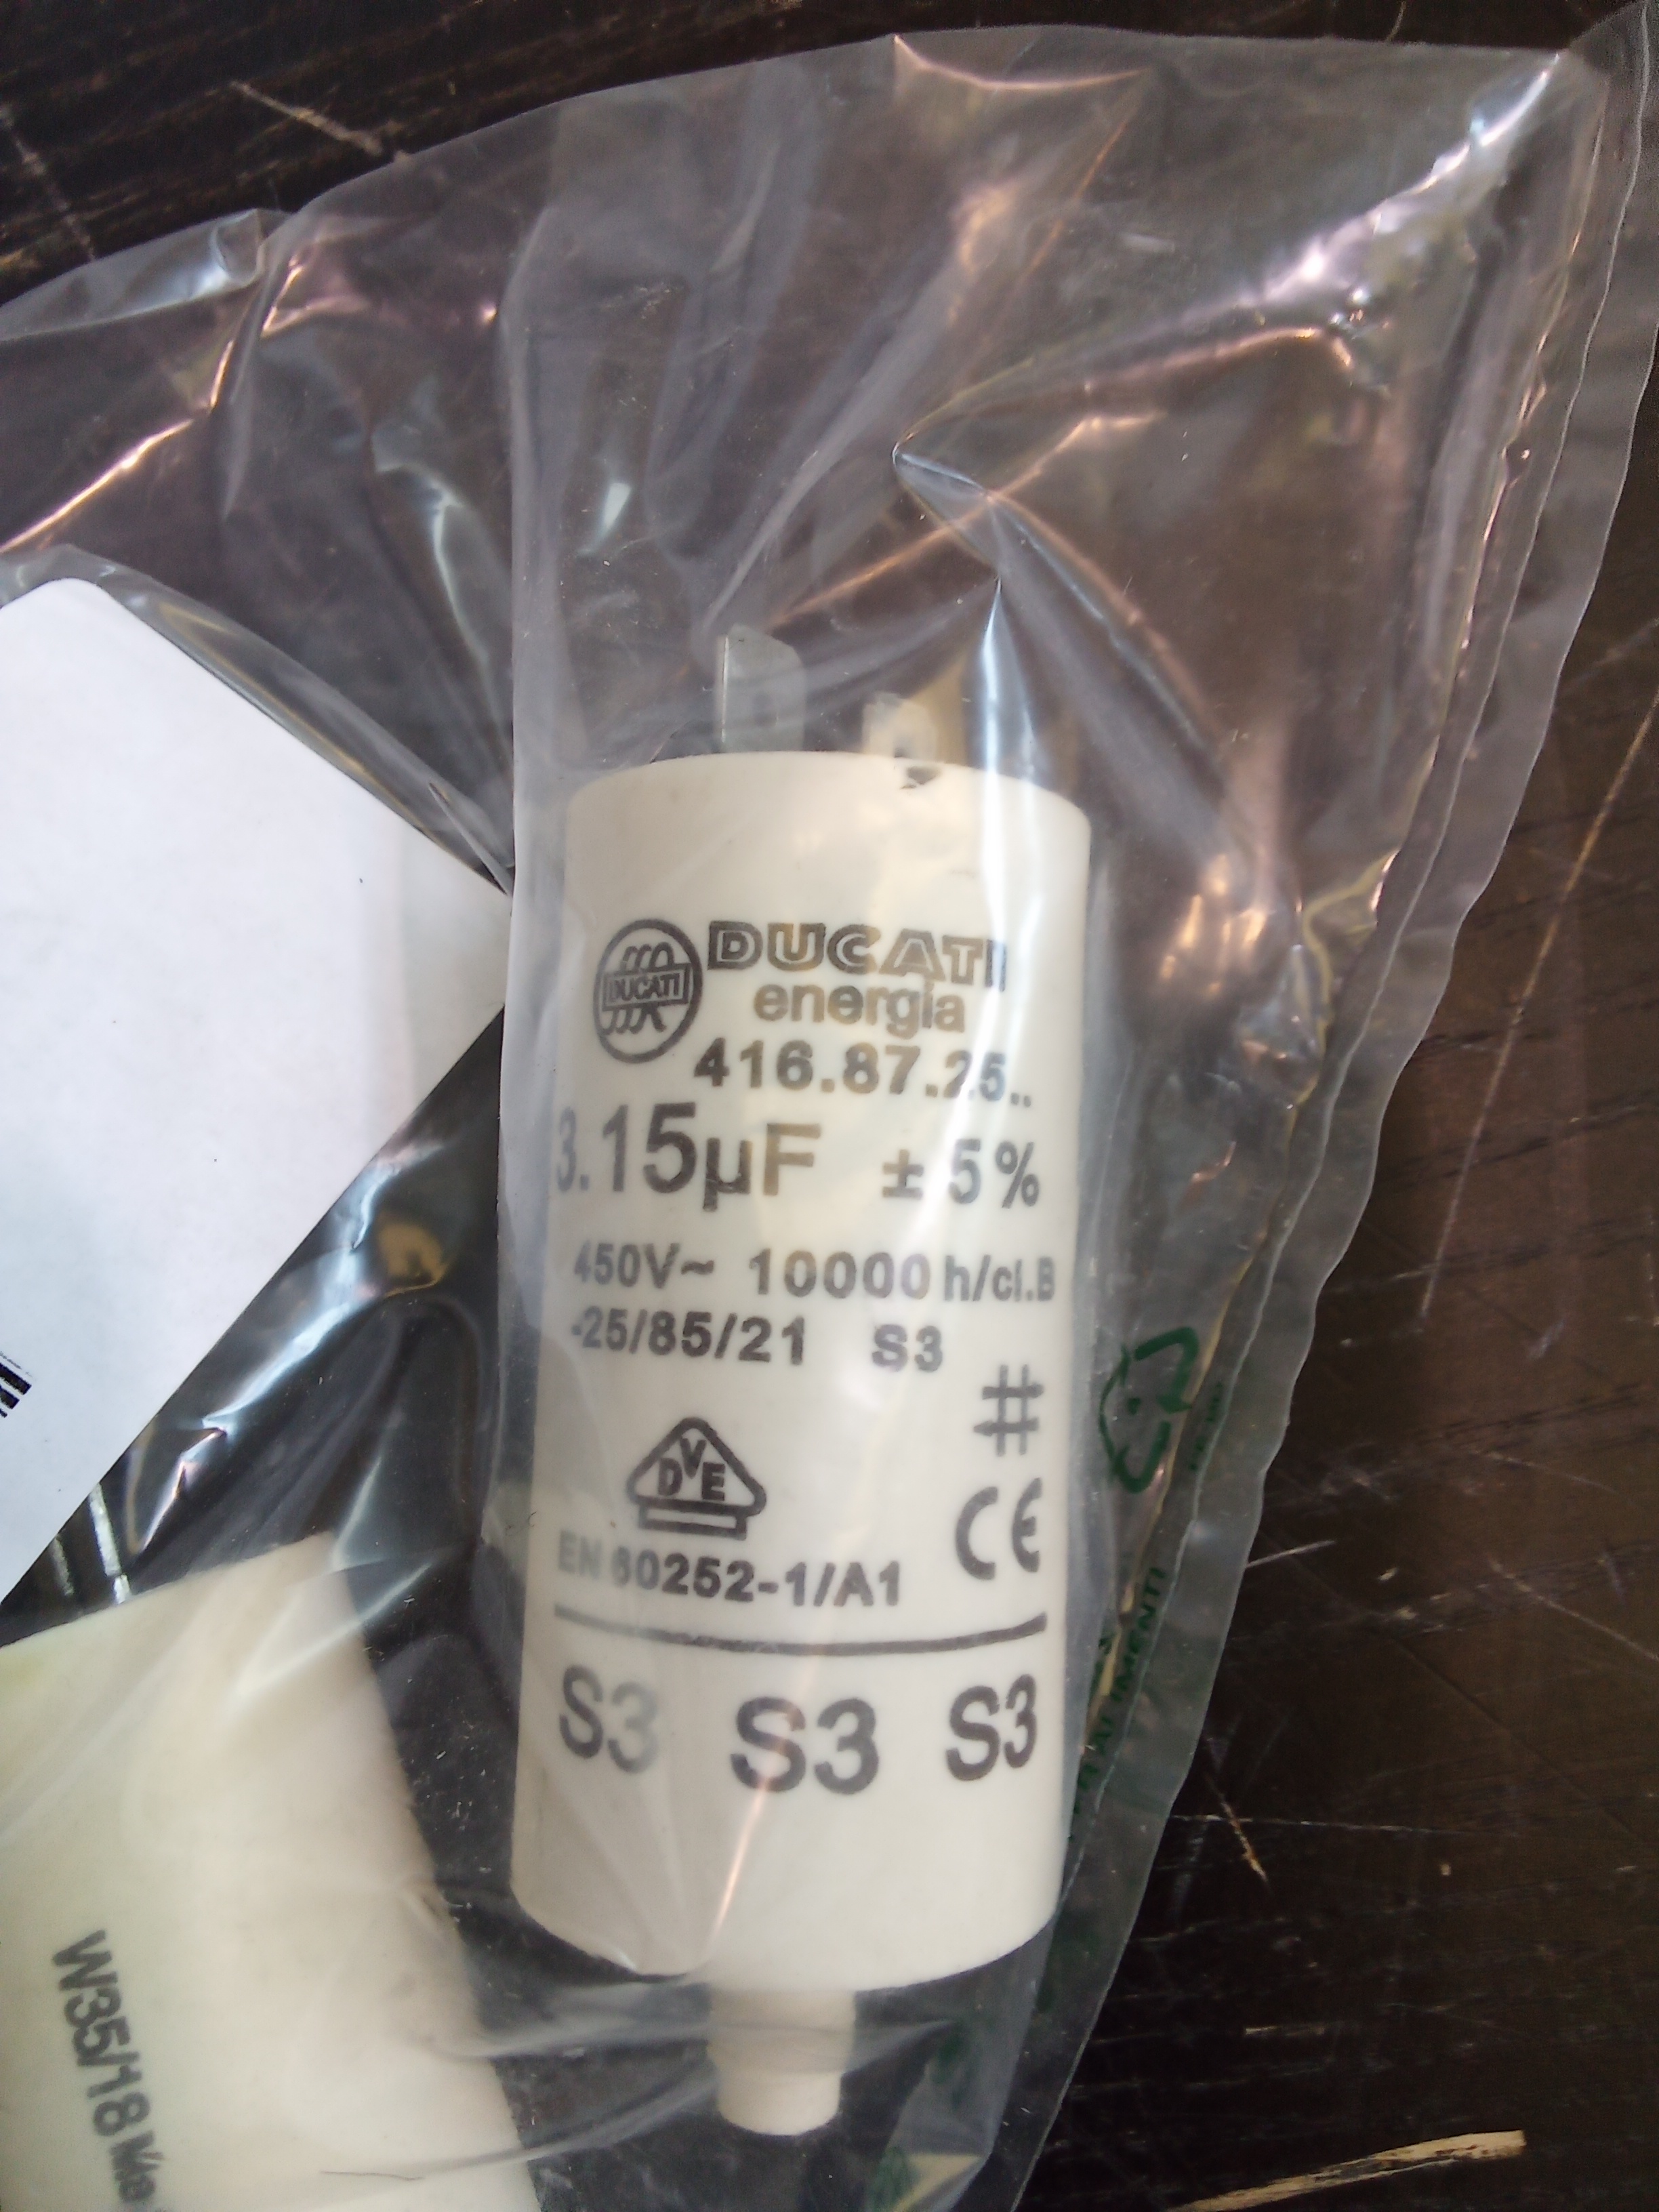 DUCATI
DUCATI
energia
416.87.25..
3.15µF ±5%
450V~ 10000h/cl.B
-25/85/21 S3
#
DVE
CE
EN 60252-1/A1
S3 S3 S3
W35/18